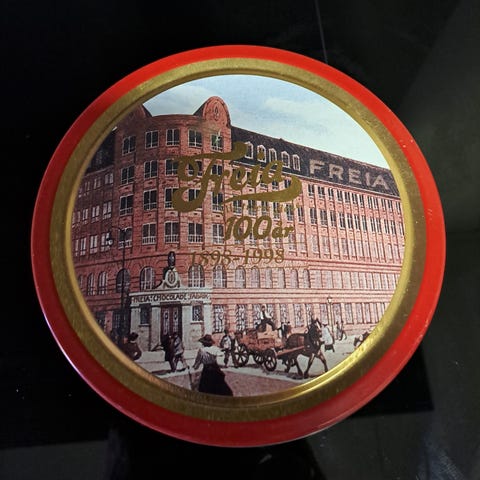 FREIA
Freia
100 år
1898-1998
FREIA CHOCOLADE FABRIK